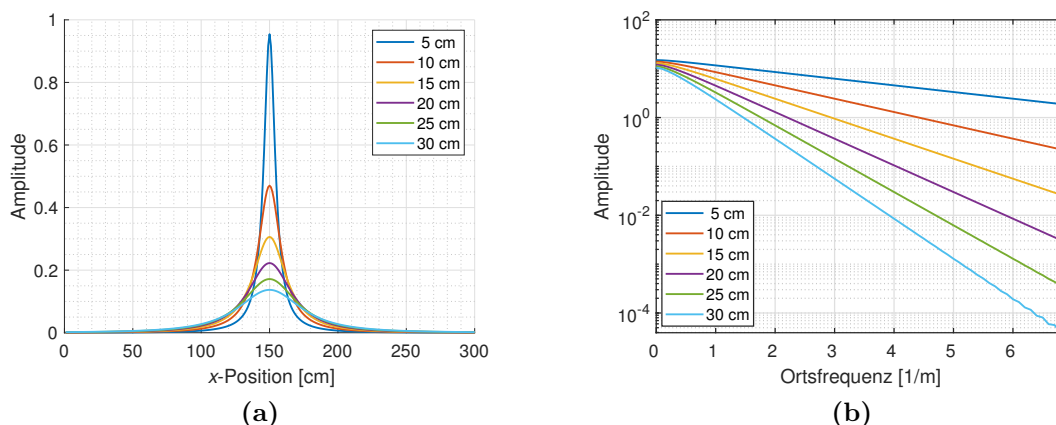 1
0.8
0.6
0.4
0.2
0
Amplitude
5 cm
10 cm
15 cm
20 cm
25 cm
30 cm
0 50 100 150 200 250 300
x-Position [cm]
(a)
10^2
10^0
10^-2
10^-4
Amplitude
5 cm
10 cm
15 cm
20 cm
25 cm
30 cm
0 1 2 3 4 5 6
Ortsfrequenz [1/m]
(b)